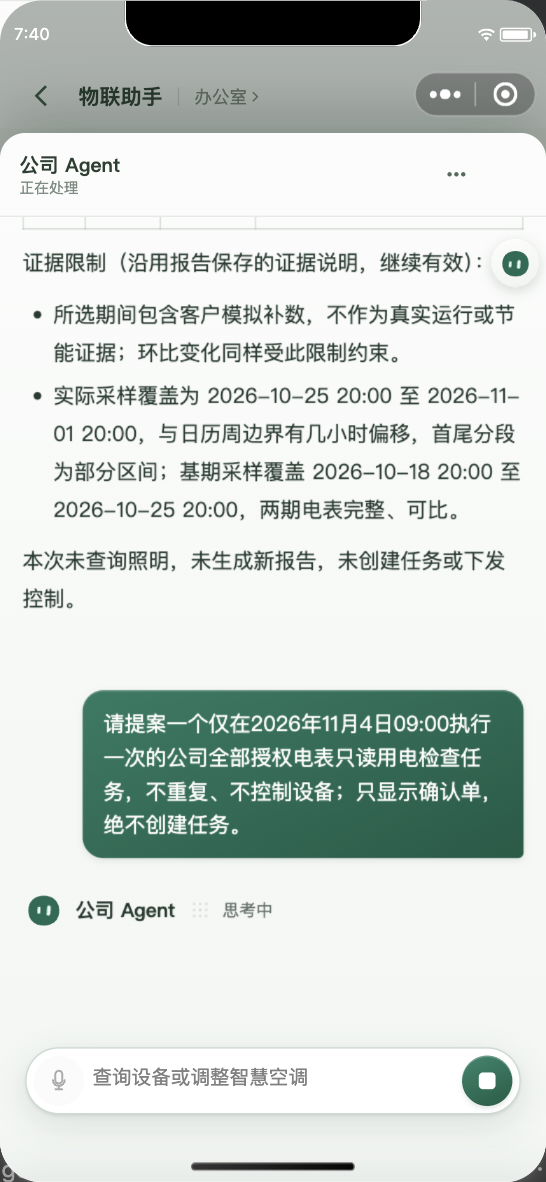 7:40
物联助手
办公室 >
公司 Agent
正在处理
证据限制（沿用报告保存的证据说明，继续有效）：
• 所选期间包含客户模拟补数，不作为真实运行或节
能证据；环比变化同样受此限制约束。
• 实际采样覆盖为 2026-10-25 20:00 至 2026-11-
01 20:00，与日历周边界有几小时偏移，首尾分段
为部分区间；基期采样覆盖 2026-10-18 20:00 至
2026-10-25 20:00，两期电表完整、可比。
本次未查询照明，未生成新报告，未创建任务或下发
控制。
请提案一个仅在2026年11月4日09:00执行
一次的公司全部授权电表只读用电检查任
务，不重复、不控制设备；只显示确认单，
绝不创建任务。
公司 Agent 思考中
查询设备或调整智慧空调